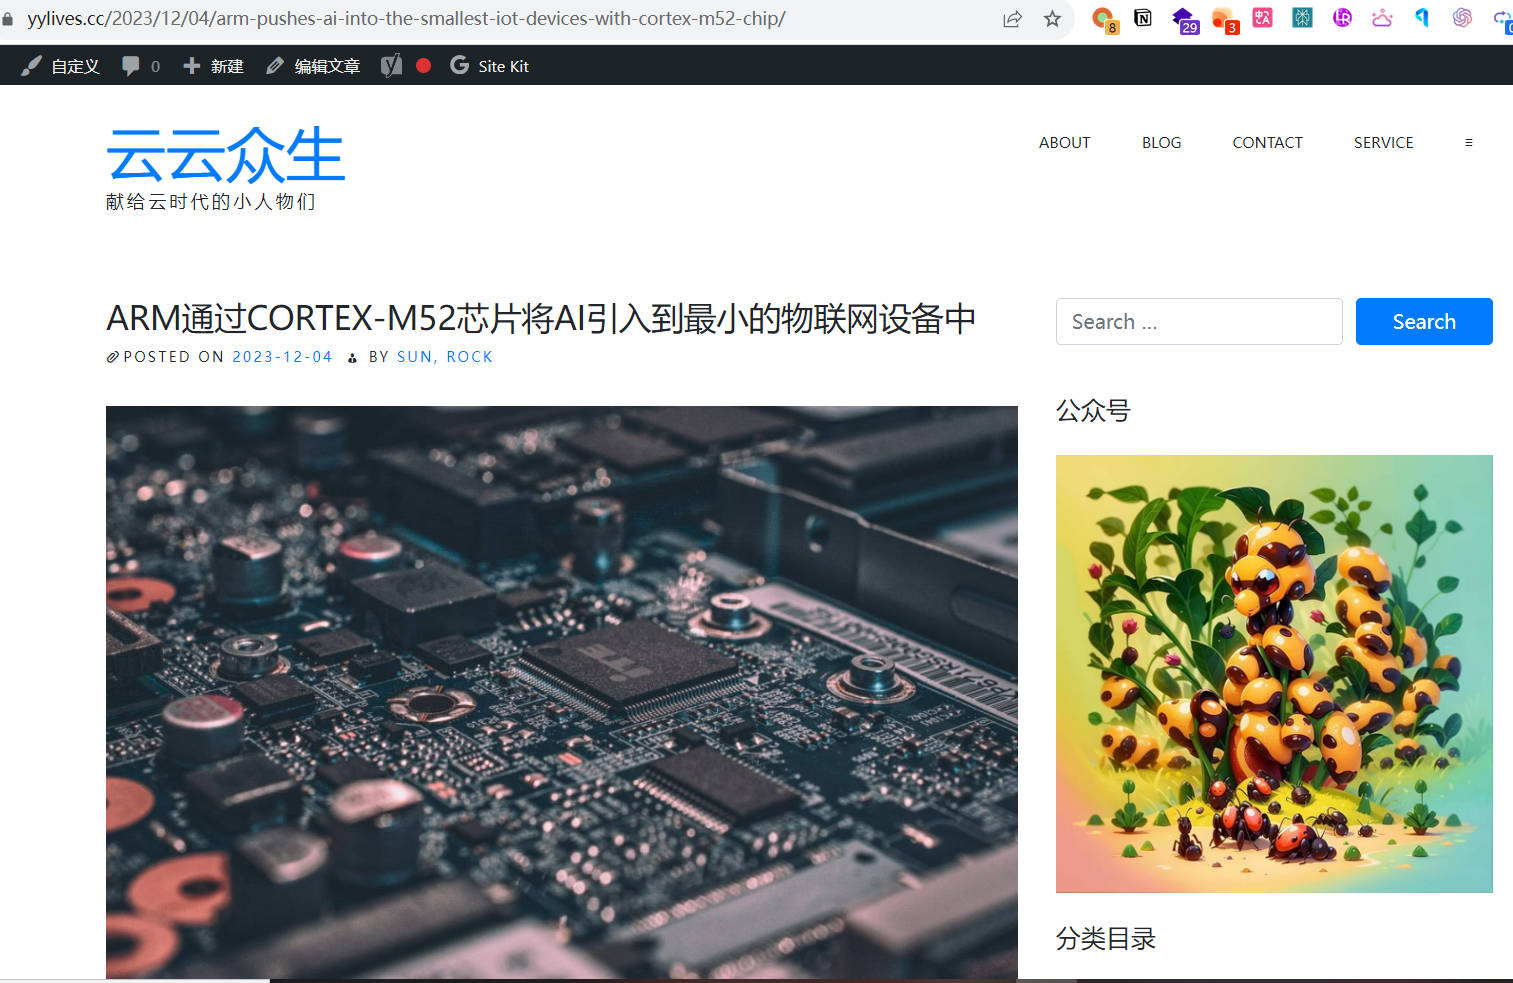 yylives.cc/2023/12/04/arm-pushes-ai-into-the-smallest-iot-devices-with-cortex-m52-chip/
8
29
3
自定义 0 新建 编辑文章 Site Kit
云云众生
献给云时代的小人物们
ABOUT BLOG CONTACT SERVICE
ARM通过CORTEX-M52芯片将AI引入到最小的物联网设备中
POSTED ON 2023-12-04 BY SUN, ROCK
Search ...
Search
公众号
ITE
分类目录